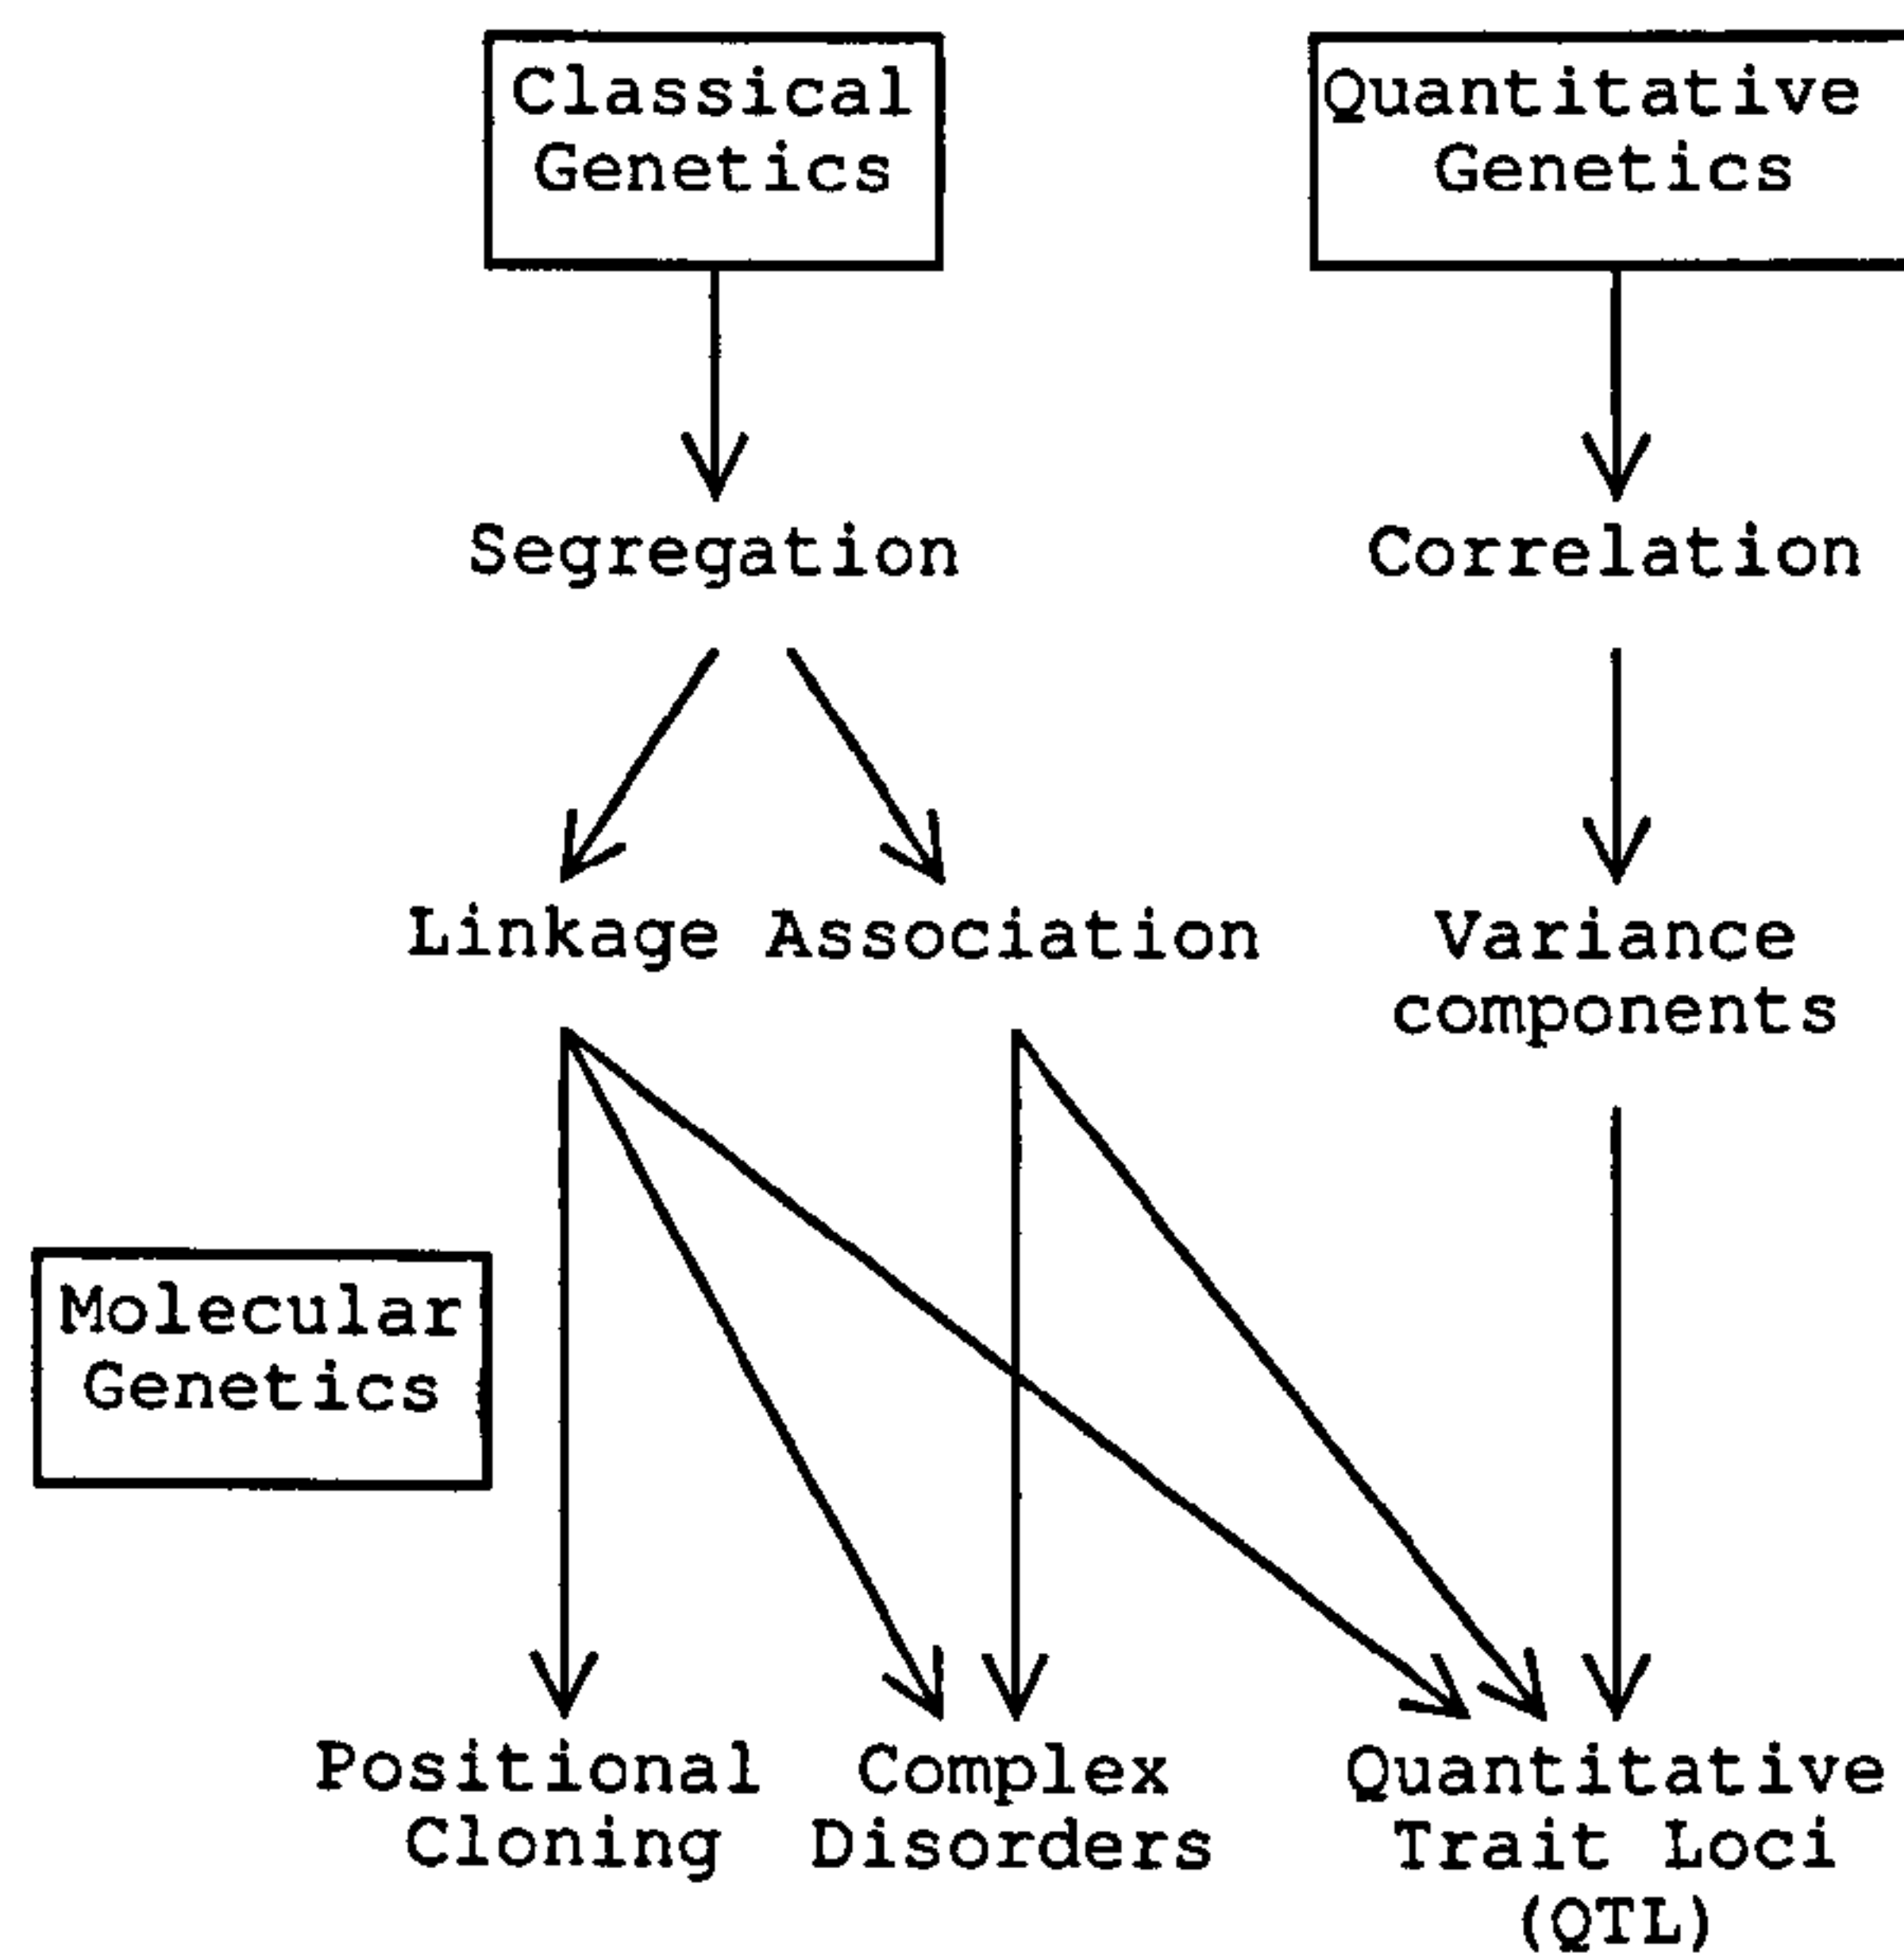 Classical
Genetics
Quantitative
Genetics
Segregation
Correlation
Linkage
Association
Variance
components
Molecular
Genetics
Positional
Cloning
Complex
Disorders
Quantitative
Trait Loci
(QTL)